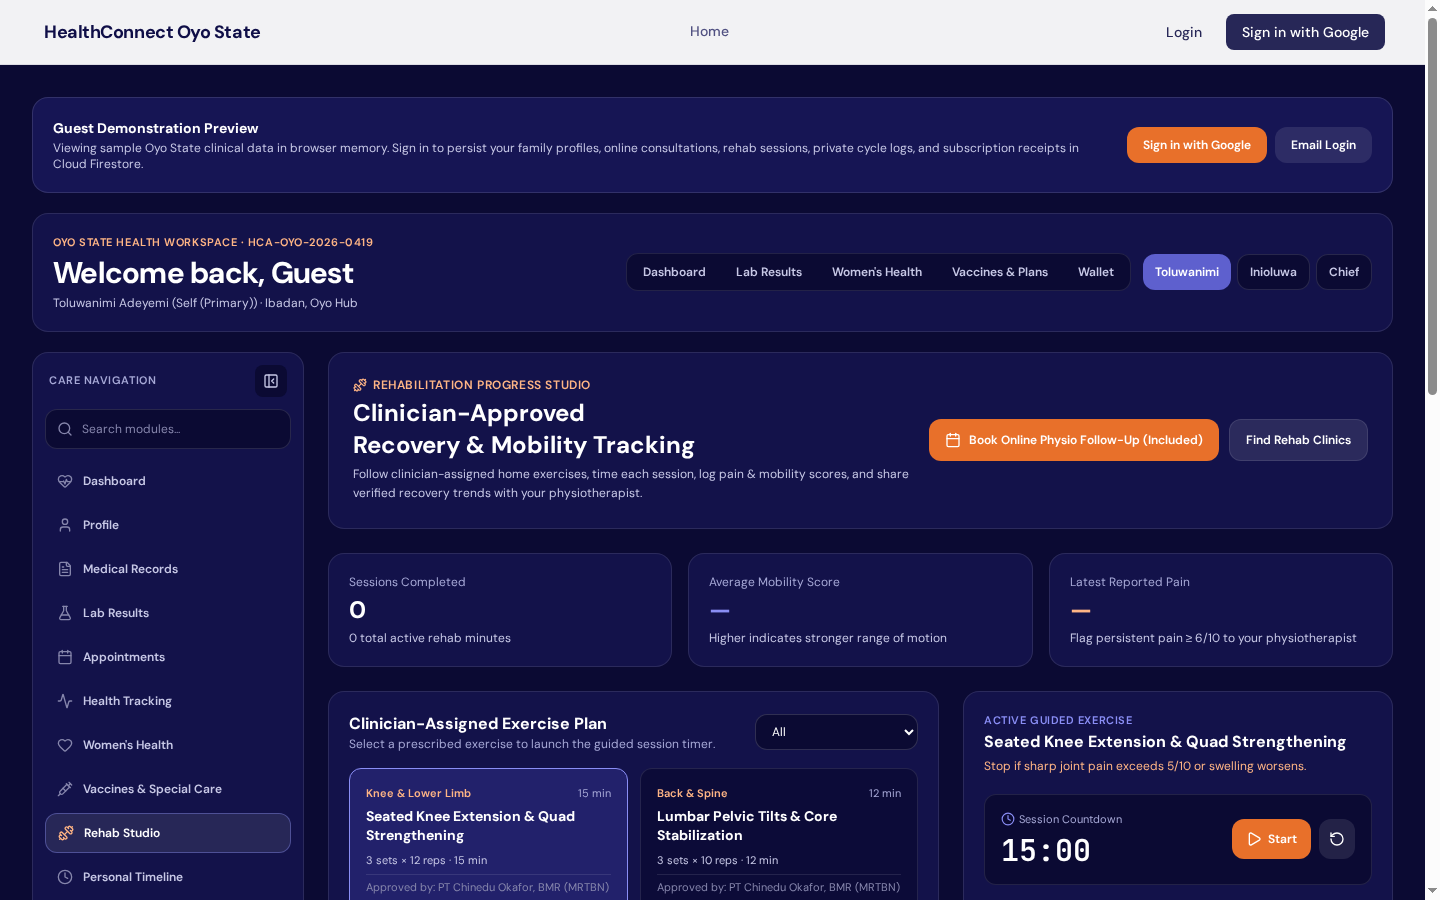 HealthConnect Oyo State
Home
Login
Sign in with Google
Guest Demonstration Preview
Viewing sample Oyo State clinical data in browser memory. Sign in to persist your family profiles, online consultations, rehab sessions, private cycle logs, and subscription receipts in
Cloud Firestore.
Sign in with Google
Email Login
OYO STATE HEALTH WORKSPACE · HCA-OYO-2026-0419
Welcome back, Guest
Toluwanimi Adeyemi (Self (Primary)) · Ibadan, Oyo Hub
Dashboard
Lab Results
Women's Health
Vaccines & Plans
Wallet
Toluwanimi
Inioluwa
Chief
CARE NAVIGATION
Search modules...
Dashboard
Profile
Medical Records
Lab Results
Appointments
Health Tracking
Women's Health
Vaccines & Special Care
Rehab Studio
Personal Timeline
REHABILITATION PROGRESS STUDIO
Clinician-Approved
Recovery & Mobility Tracking
Follow clinician-assigned home exercises, time each session, log pain & mobility scores, and share
verified recovery trends with your physiotherapist.
Book Online Physio Follow-Up (Included)
Find Rehab Clinics
Sessions Completed
0
0 total active rehab minutes
Average Mobility Score
—
Higher indicates stronger range of motion
Latest Reported Pain
—
Flag persistent pain ≥ 6/10 to your physiotherapist
Clinician-Assigned Exercise Plan
Select a prescribed exercise to launch the guided session timer.
All
Knee & Lower Limb
15 min
Seated Knee Extension & Quad
Strengthening
3 sets × 12 reps · 15 min
Approved by: PT Chinedu Okafor, BMR (MRTBN)
Back & Spine
12 min
Lumbar Pelvic Tilts & Core
Stabilization
3 sets × 10 reps · 12 min
Approved by: PT Chinedu Okafor, BMR (MRTBN)
ACTIVE GUIDED EXERCISE
Seated Knee Extension & Quad Strengthening
Stop if sharp joint pain exceeds 5/10 or swelling worsens.
Session Countdown
15:00
Start